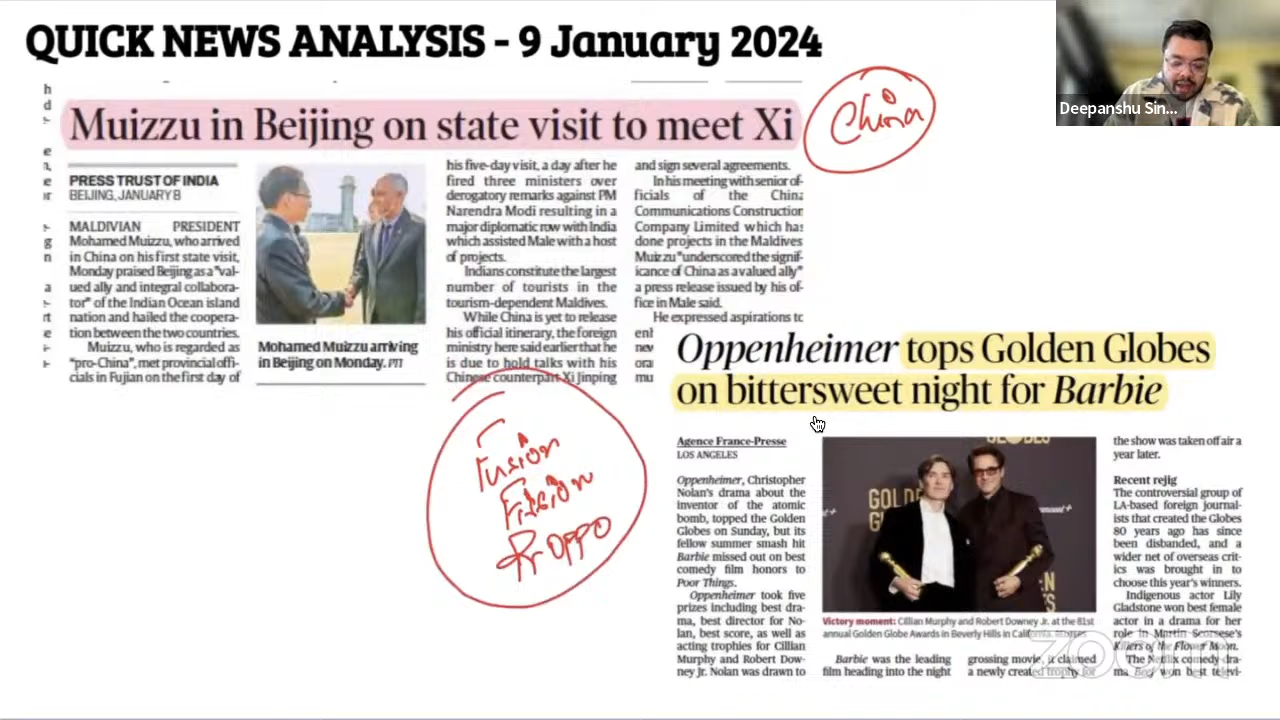 QUICK NEWS ANALYSIS - 9 January 2024
Deepanshu Sin...
Muizzu in Beijing on state visit to meet Xi
China
PRESS TRUST OF INDIA
BEIJING, JANUARY 8
MALDIVIAN PRESIDENT
Mohamed Muizzu, who arrived
in China on his first state visit,
Monday praised Beijing as a "val-
ued ally and integral collabora-
tor" of the Indian Ocean island
nation and hailed the coopera-
tion between the two countries.
Muizzu, who is regarded as
"pro-China", met provincial offi-
cials in Fujian on the first day of
Mohamed Muizzu arriving
in Beijing on Monday. PTI
his five-day visit, a day after he
fired three ministers over
derogatory remarks against PM
Narendra Modi resulting in a
major diplomatic row with India
which assisted Male with a host
of projects.
Indians constitute the largest
number of tourists in the
tourism-dependent Maldives.
While China is yet to release
his official itinerary, the foreign
ministry here said earlier that he
is due to hold talks with his
Chinese counterpart Xi Jinping
and sign several agreements.
In his meeting with senior of-
ficials of the China
Communications Construction
Company Limited which has
done projects in the Maldives
Muizzu "underscored the signif-
icance of China as a valued ally"
a press release issued by his of-
fice in Male said.
He expressed aspirations to
enh
nev
ora
mu
Fusion
Fission
Oppenheimer tops Golden Globes
on bittersweet night for Barbie
Agence France-Presse
LOS ANGELES
Oppenheimer, Christopher
Nolan's drama about the
inventor of the atomic
bomb, topped the Golden
Globes on Sunday, but its
fellow summer smash hit
Barbie missed out on best
comedy film honors to
Poor Things.
Oppenheimer took five
prizes including best dra-
ma, best director for No-
lan, best score, as well as
acting trophies for Cillian
Murphy and Robert Dow-
ney Jr. Nolan was drawn to
Victory moment: Cillian Murphy and Robert Downey Jr. at the 81st
annual Golden Globe Awards in Beverly Hills in California. REUTERS
Barbie was the leading
film heading into the night
grossing movie, it claimed
a newly created trophy for
the show was taken off air a
year later.
Recent rejig
The controversial group of
LA-based foreign journal-
ists that created the Globes
80 years ago has since
been disbanded, and a
wider net of overseas crit-
ics was brought in to
choose this year's winners.
Indigenous actor Lily
Gladstone won best female
actor in a drama for her
role in Martin Scorsese's
Killers of the Flower Moon.
The Netflix comedy dra-
ma Beef won best televi-
zoom